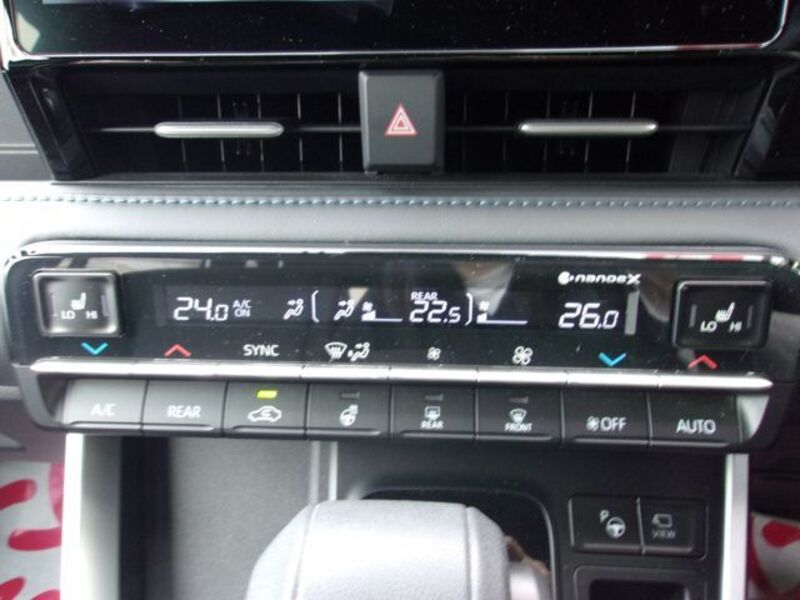 nanoeX
LO HI
24.0 A/C ON
REAR
22.5
26.0
LO HI
SYNC
A/C
REAR
REAR
FRONT
OFF
AUTO
P
VIEW